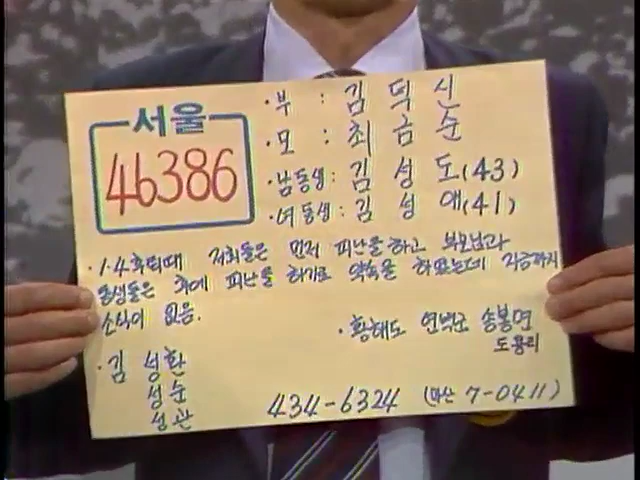 서울
46386
· 부 : 김 덕 신
· 모 : 최 금 순
· 남동생 : 김 성 도 (43)
· 여동생 : 김 성 애 (41)
· 1·4후퇴때 저희들은 먼저 피난을 하고 부모님과
동생들은 후에 피난을 하기로 약속을 하였는데 지금까지
소식이 없음.
· 황해도 연백군 송봉면
도룡리
· 김 성환
성순
성관
434-6324 (마산 7-0411)